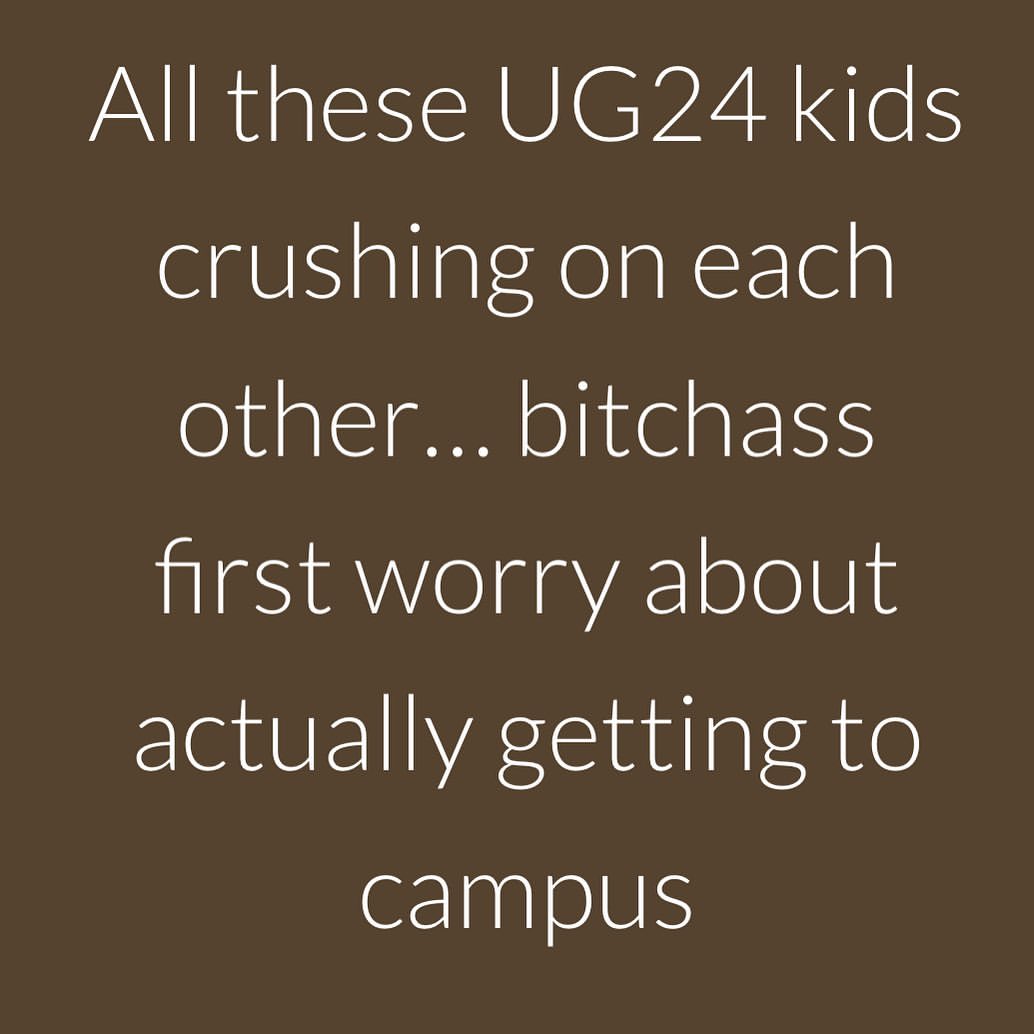 All these UG24 kids
crushing on each
other... bitchass
first worry about
actually getting to
campus